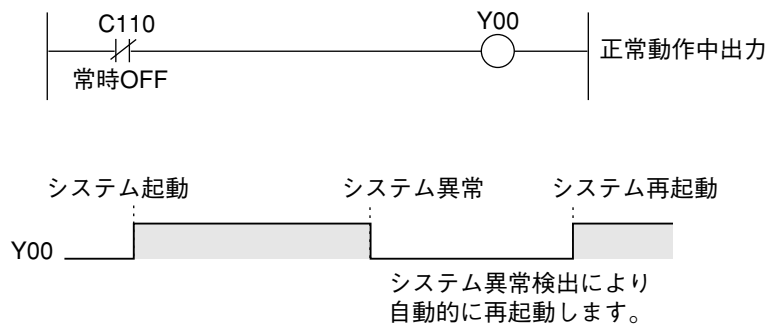 C110
Y00
正常動作中出力
常時OFF
システム起動
システム異常
システム再起動
Y00
システム異常検出により
自動的に再起動します。